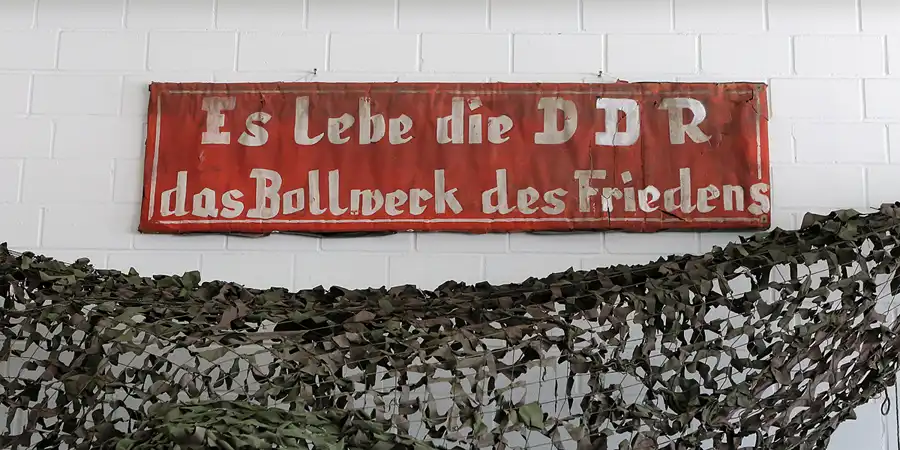 Es Lebe die DDR
das Bollwerk des Friedens